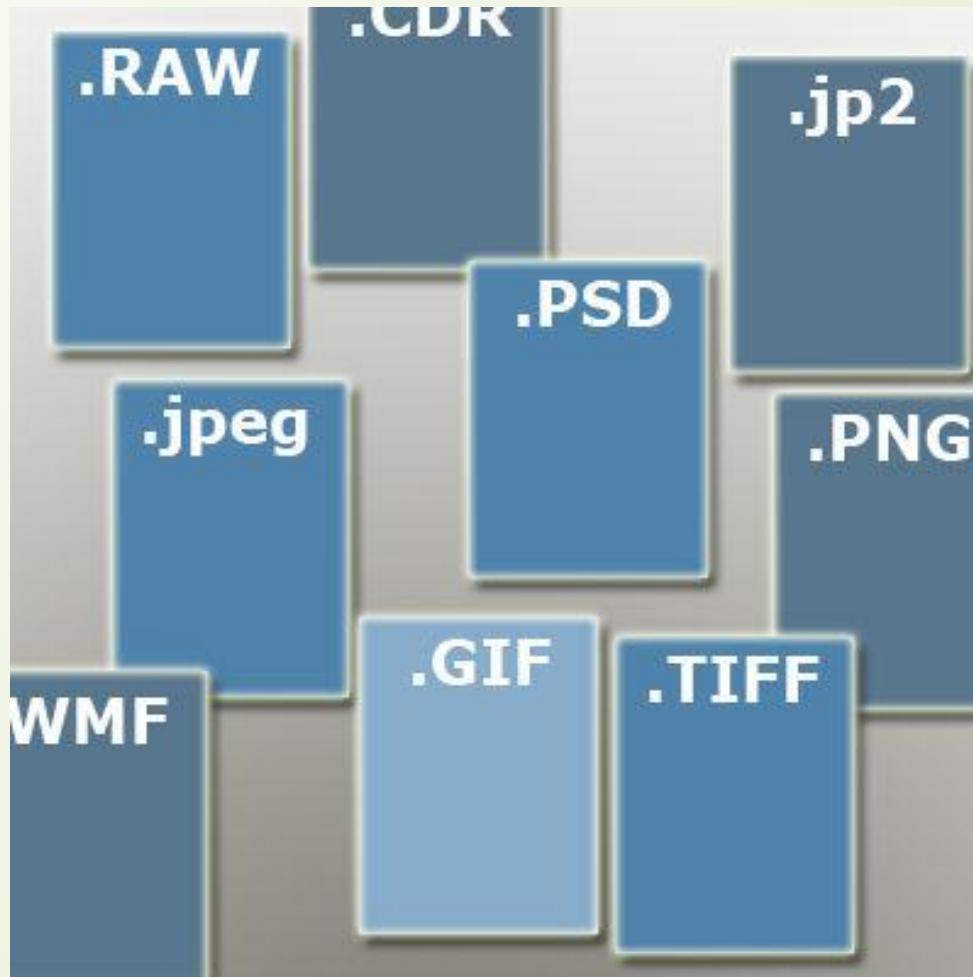 .CDR
.RAW
.jp2
.PSD
.jpeg
.PNG
.GIF
.TIFF
WMF